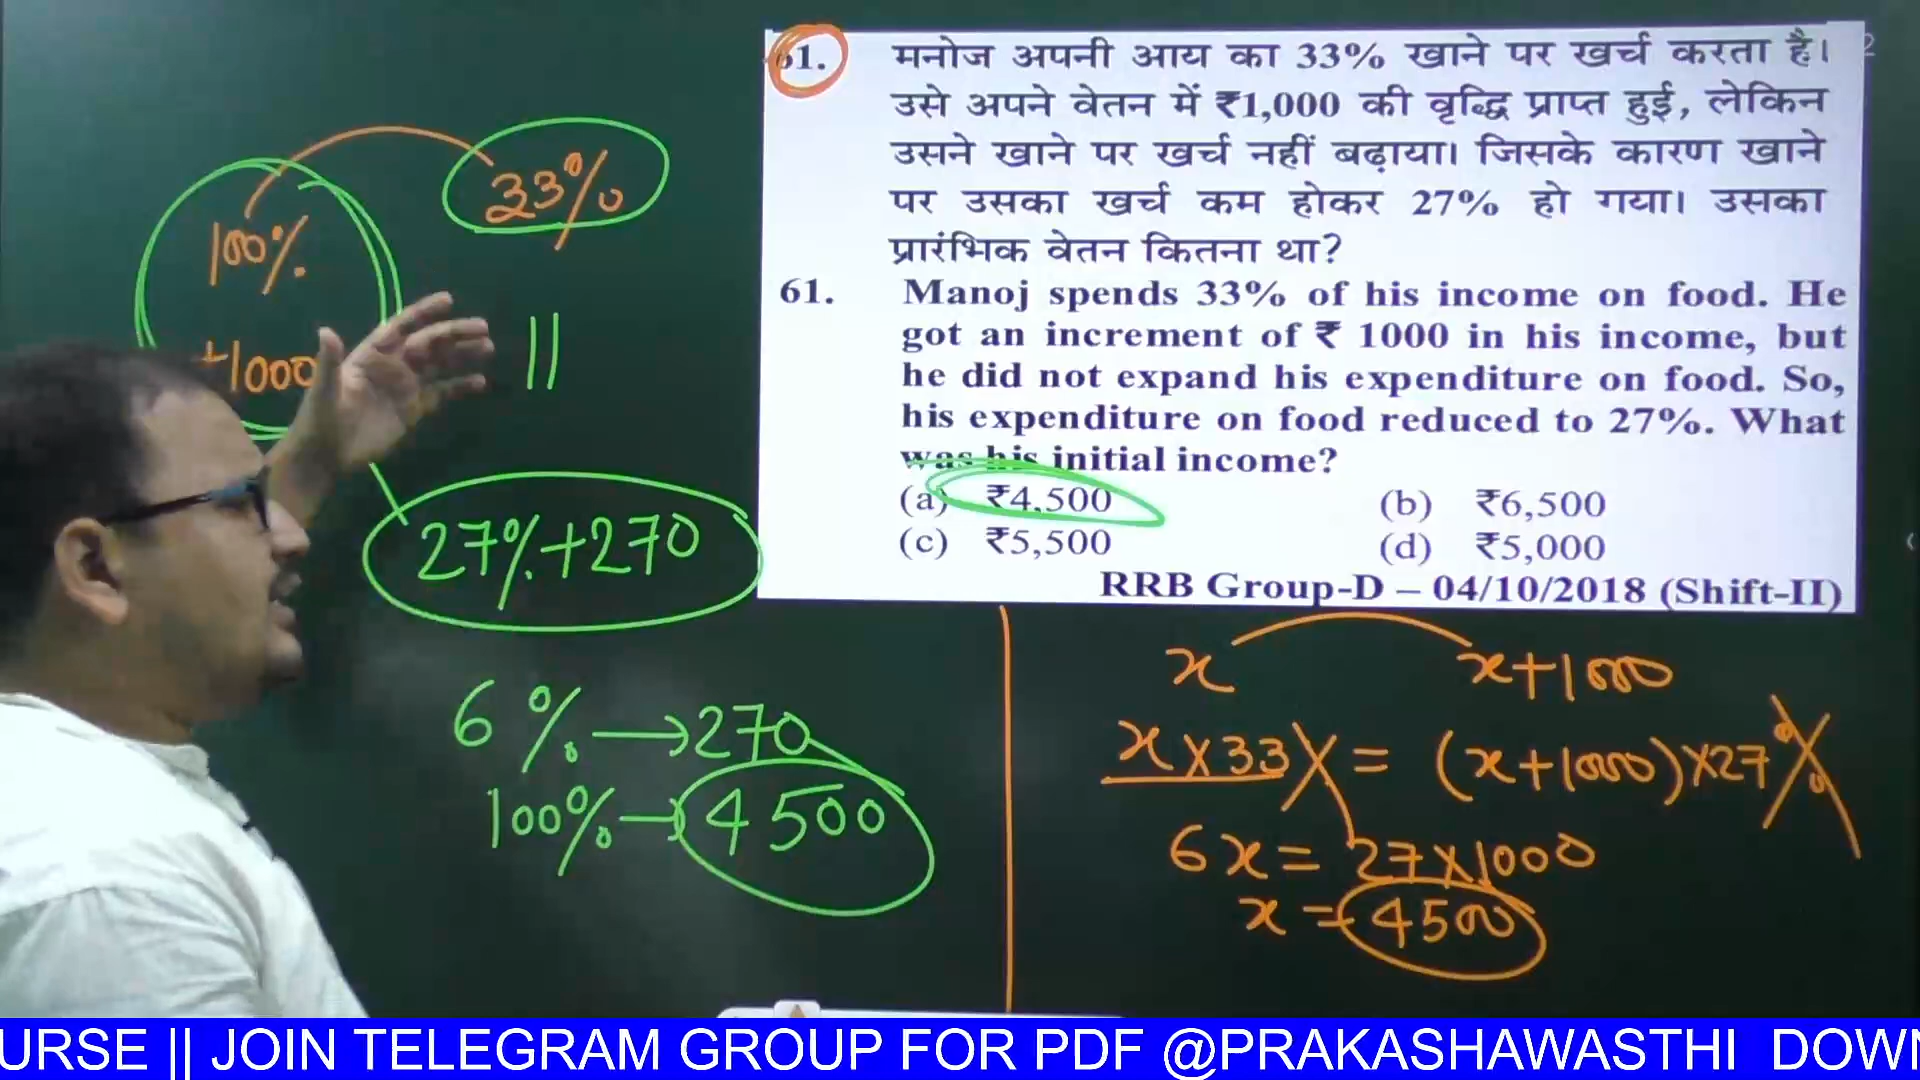 61. मनोज अपनी आय का 33% खाने पर खर्च करता है।
उसे अपने वेतन में ₹1,000 की वृद्धि प्राप्त हुई, लेकिन
उसने खाने पर खर्च नहीं बढ़ाया। जिसके कारण खाने
पर उसका खर्च कम होकर 27% हो गया। उसका
प्रारंभिक वेतन कितना था?
61. Manoj spends 33% of his income on food. He
got an increment of ₹ 1000 in his income, but
he did not expand his expenditure on food. So,
his expenditure on food reduced to 27%. What
was his initial income?
(a) ₹4,500 (b) ₹6,500
(c) ₹5,500 (d) ₹5,000
RRB Group-D – 04/10/2018 (Shift-II)
33%
100%
+1000
||
27%+270
6% → 270
100% → 4500
x x+1000
x×33% = (x+1000)×27%
6x = 27×1000
x = 4500
URSE || JOIN TELEGRAM GROUP FOR PDF @PRAKASHAWASTHI DOWN